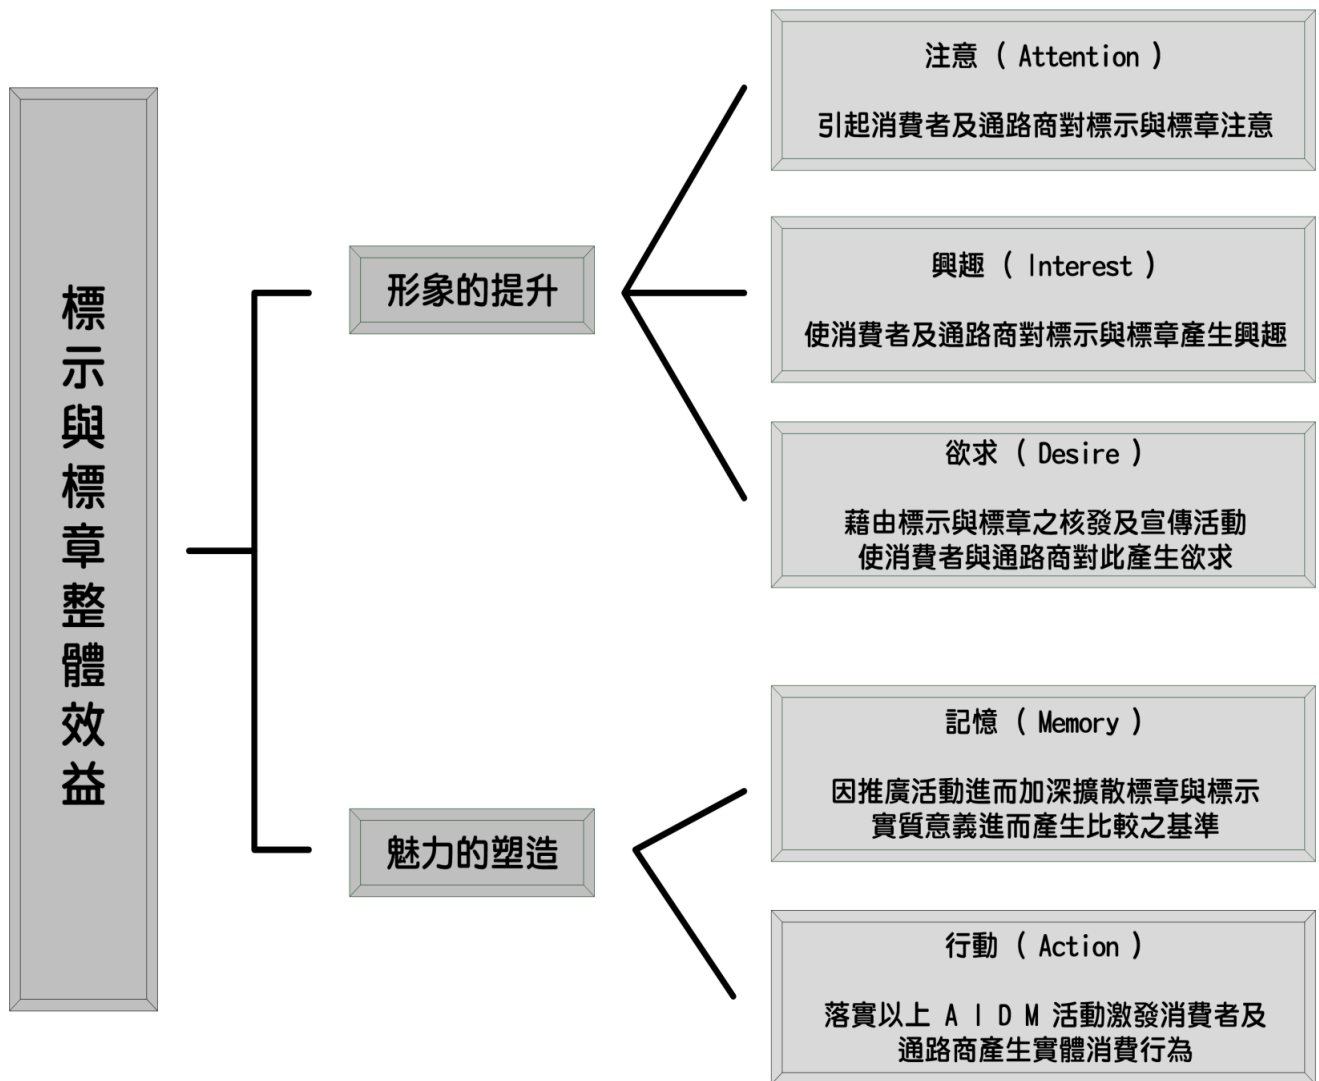 標示與標章整體效益
形象的提升
注意 ( Attention )
引起消費者及通路商對標示與標章注意
興趣 ( Interest )
使消費者及通路商對標示與標章產生興趣
欲求 ( Desire )
藉由標示與標章之核發及宣傳活動
使消費者與通路商對此產生欲求
魅力的塑造
記憶 ( Memory )
因推廣活動進而加深擴散標章與標示
實質意義進而產生比較之基準
行動 ( Action )
落實以上 A I D M 活動激發消費者及
通路商產生實體消費行為